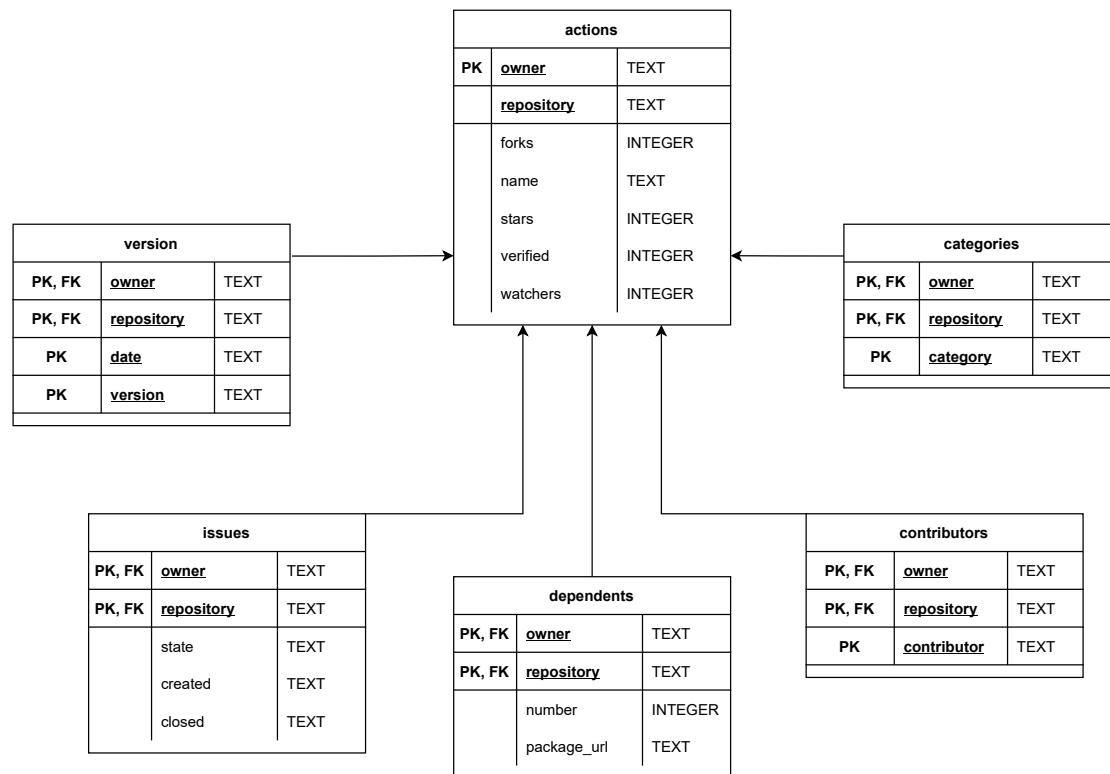 actions
PK owner TEXT
repository TEXT
forks INTEGER
name TEXT
stars INTEGER
verified INTEGER
watchers INTEGER
version
PK, FK owner TEXT
PK, FK repository TEXT
PK date TEXT
PK version TEXT
categories
PK, FK owner TEXT
PK, FK repository TEXT
PK category TEXT
issues
PK, FK owner TEXT
PK, FK repository TEXT
state TEXT
created TEXT
closed TEXT
dependents
PK, FK owner TEXT
PK, FK repository TEXT
number INTEGER
package_url TEXT
contributors
PK, FK owner TEXT
PK, FK repository TEXT
PK contributor TEXT